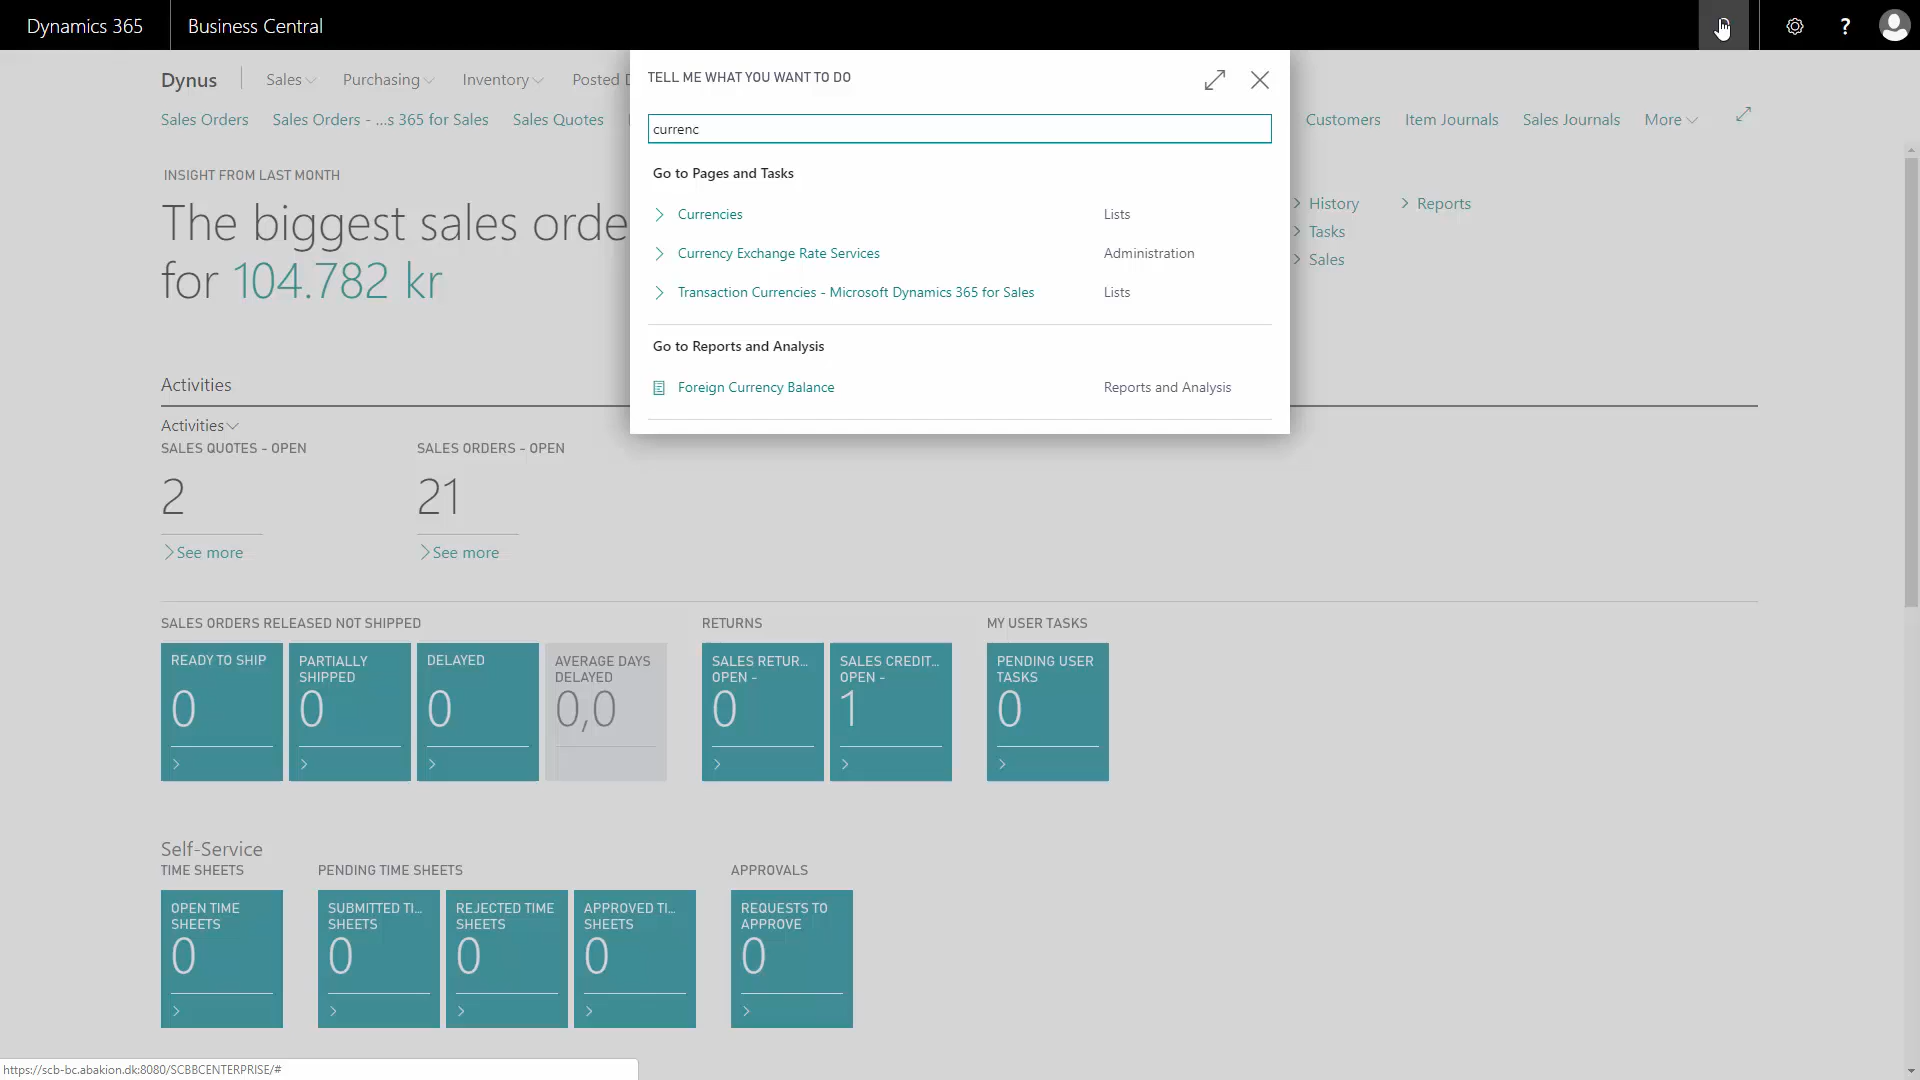 Dynamics 365
Business Central
Dynus
Sales
Purchasing
Inventory
Posted D
Sales Orders
Sales Orders - ...s 365 for Sales
Sales Quotes
Customers
Item Journals
Sales Journals
More
TELL ME WHAT YOU WANT TO DO
currenc
Go to Pages and Tasks
Currencies
Lists
Currency Exchange Rate Services
Administration
Transaction Currencies - Microsoft Dynamics 365 for Sales
Lists
Go to Reports and Analysis
Foreign Currency Balance
Reports and Analysis
INSIGHT FROM LAST MONTH
The biggest sales orde
for 104.782 kr
History
Reports
Tasks
Sales
Activities
Activities
SALES QUOTES - OPEN
SALES ORDERS - OPEN
2
21
See more
See more
SALES ORDERS RELEASED NOT SHIPPED
RETURNS
MY USER TASKS
READY TO SHIP
0
PARTIALLY
SHIPPED
0
DELAYED
0
AVERAGE DAYS
DELAYED
0,0
SALES RETUR...
OPEN -
0
SALES CREDIT...
OPEN -
1
PENDING USER
TASKS
0
Self-Service
TIME SHEETS
PENDING TIME SHEETS
APPROVALS
OPEN TIME
SHEETS
0
SUBMITTED TI...
SHEETS
0
REJECTED TIME
SHEETS
0
APPROVED TI...
SHEETS
0
REQUESTS TO
APPROVE
0
https://scb-bc.abakion.dk:8080/SCBBCENTERPRISE/#